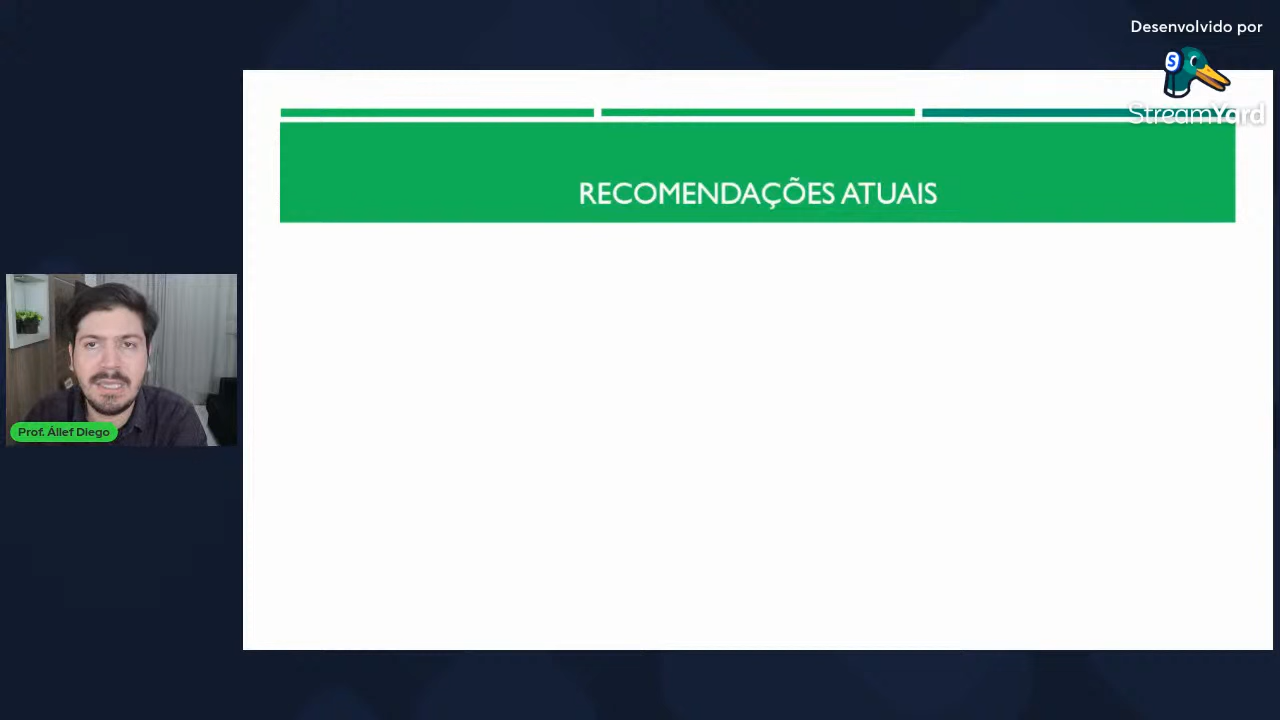 Desenvolvido por
S
StreamYard
RECOMENDAÇÕES ATUAIS
Prof. Állef Diego